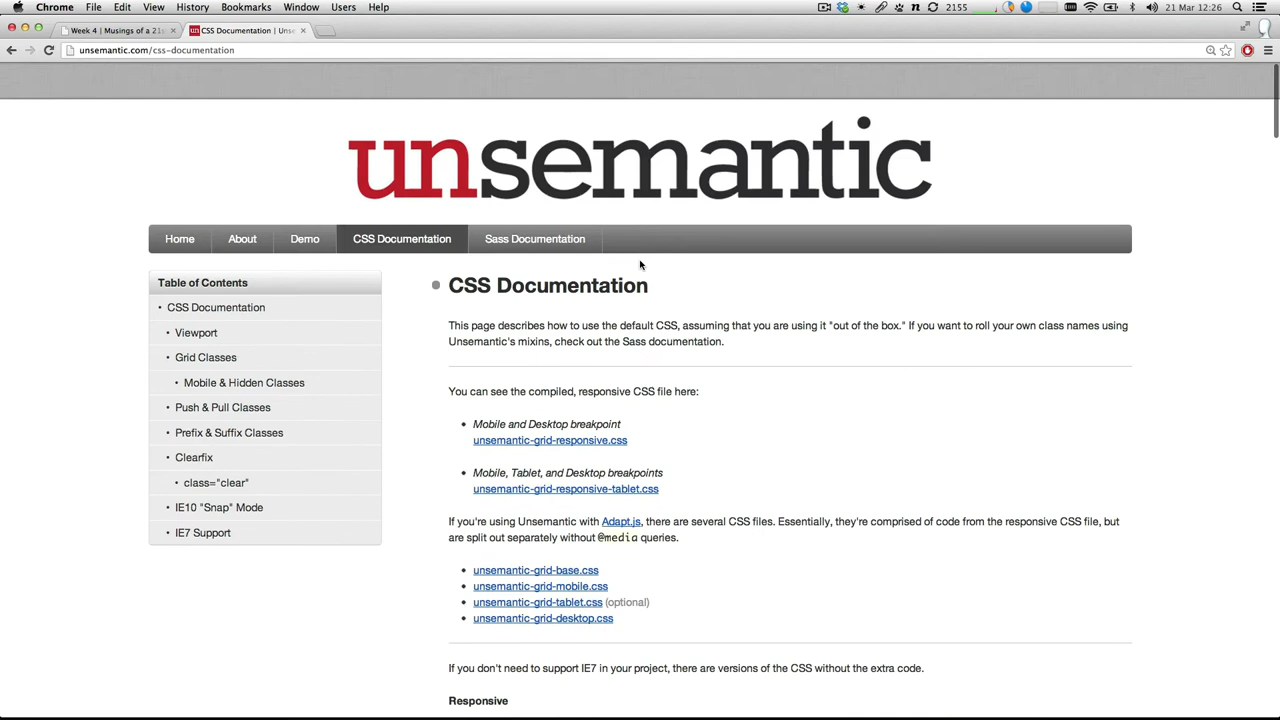 Chrome File Edit View History Bookmarks Window Users Help 2155 21 Mar 12:26
Week 4 | Musings of a 21s
CSS Documentation | Uns
unsemantic.com/css-documentation
unsemantic
Home About Demo CSS Documentation Sass Documentation
Table of Contents
• CSS Documentation
• Viewport
• Grid Classes
• Mobile & Hidden Classes
• Push & Pull Classes
• Prefix & Suffix Classes
• Clearfix
• class="clear"
• IE10 "Snap" Mode
• IE7 Support
CSS Documentation
This page describes how to use the default CSS, assuming that you are using it "out of the box." If you want to roll your own class names using
Unsemantic's mixins, check out the Sass documentation.
You can see the compiled, responsive CSS file here:
• Mobile and Desktop breakpoint
unsemantic-grid-responsive.css
• Mobile, Tablet, and Desktop breakpoints
unsemantic-grid-responsive-tablet.css
If you're using Unsemantic with Adapt.js, there are several CSS files. Essentially, they're comprised of code from the responsive CSS file, but
are split out separately without @media queries.
• unsemantic-grid-base.css
• unsemantic-grid-mobile.css
• unsemantic-grid-tablet.css (optional)
• unsemantic-grid-desktop.css
If you don't need to support IE7 in your project, there are versions of the CSS without the extra code.
Responsive